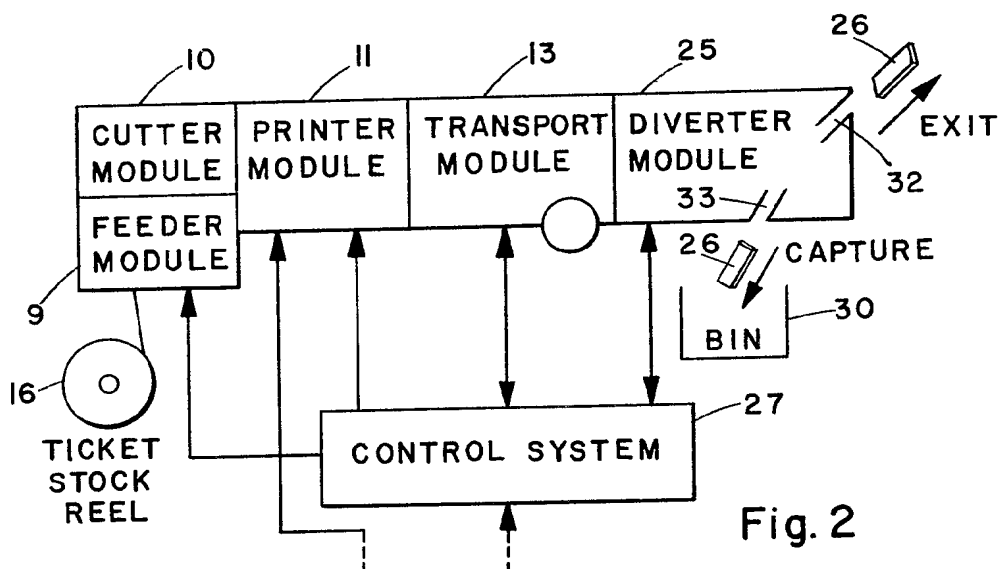 10
11
13
25
26
CUTTER
MODULE
PRINTER
MODULE
TRANSPORT
MODULE
DIVERTER
MODULE
EXIT
32
33
FEEDER
MODULE
9
26
CAPTURE
30
BIN
16
TICKET
STOCK
REEL
27
CONTROL SYSTEM
Fig. 2